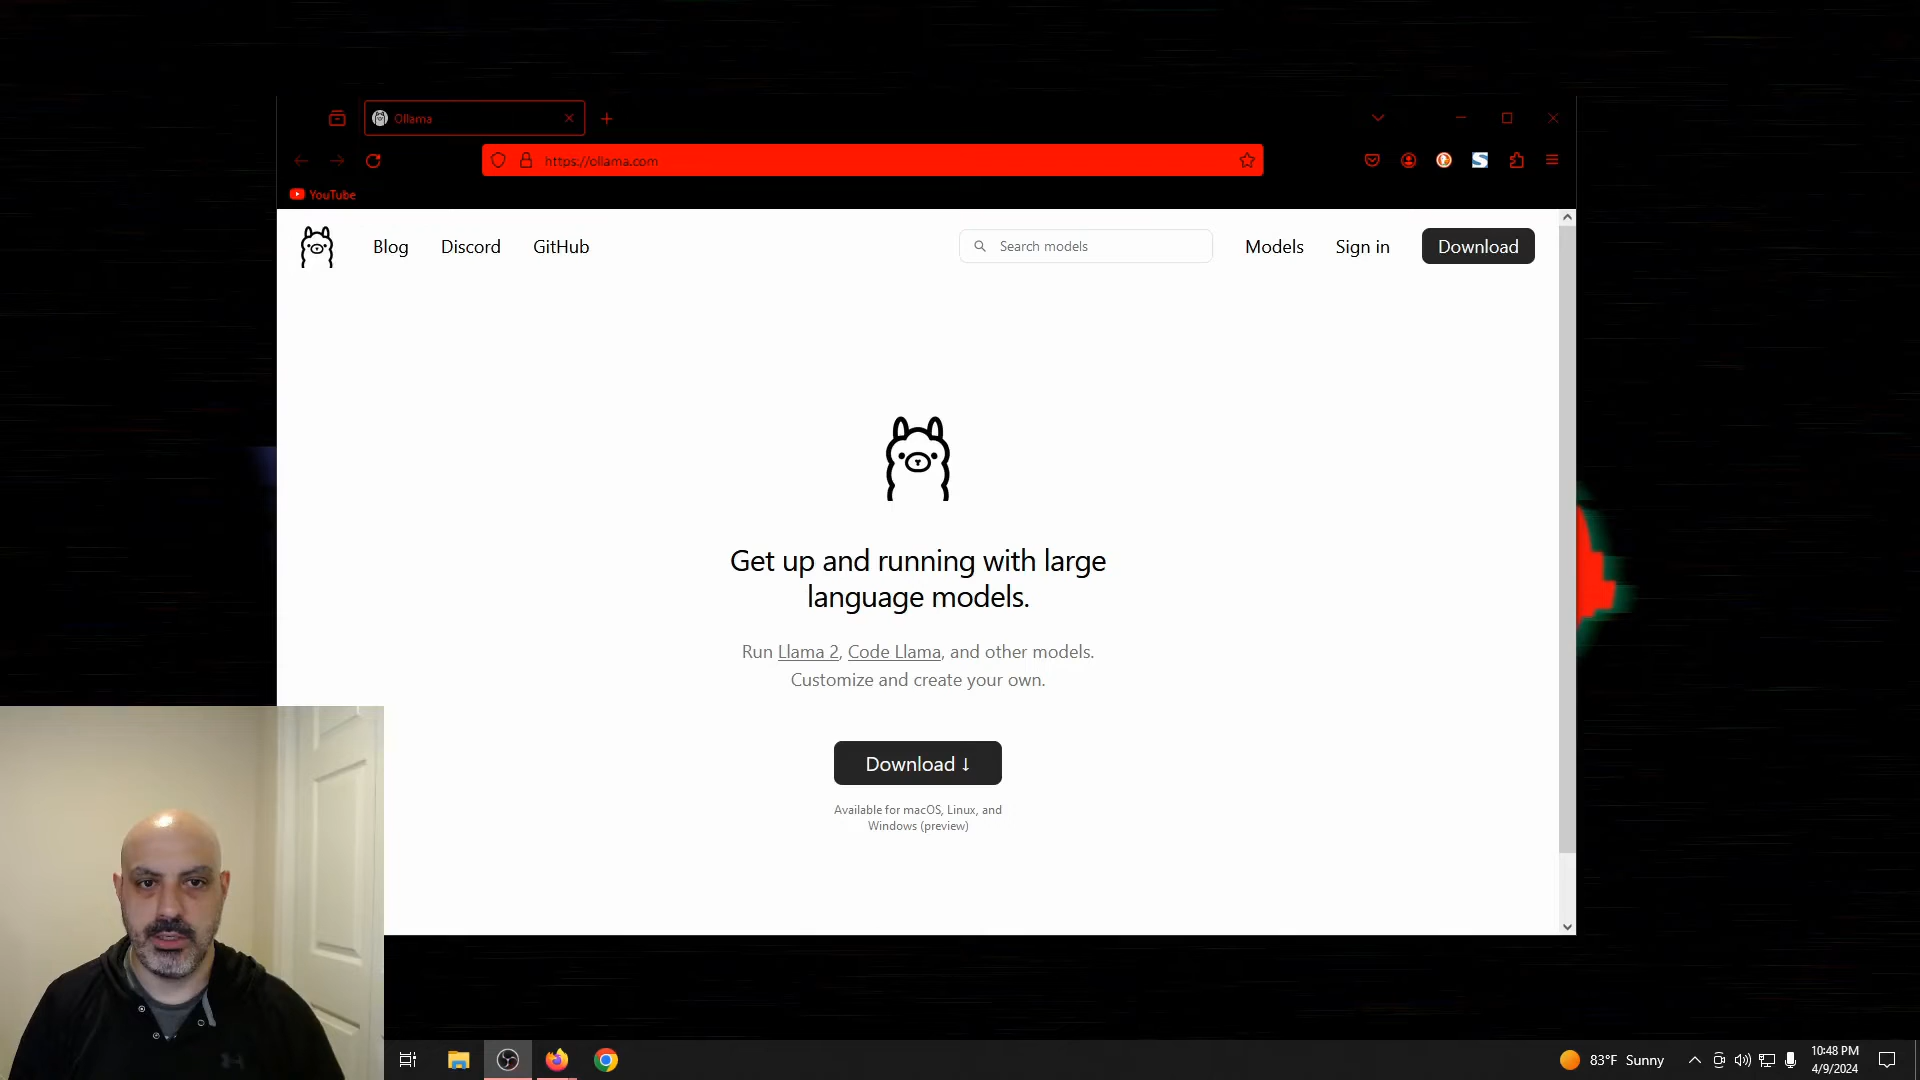 Ollama
https://ollama.com
YouTube
Blog Discord GitHub Search models Models Sign in Download
Get up and running with large
language models.
Run Llama 2, Code Llama, and other models.
Customize and create your own.
Download ↓
Available for macOS, Linux, and
Windows (preview)
83°F Sunny
10:48 PM
4/9/2024